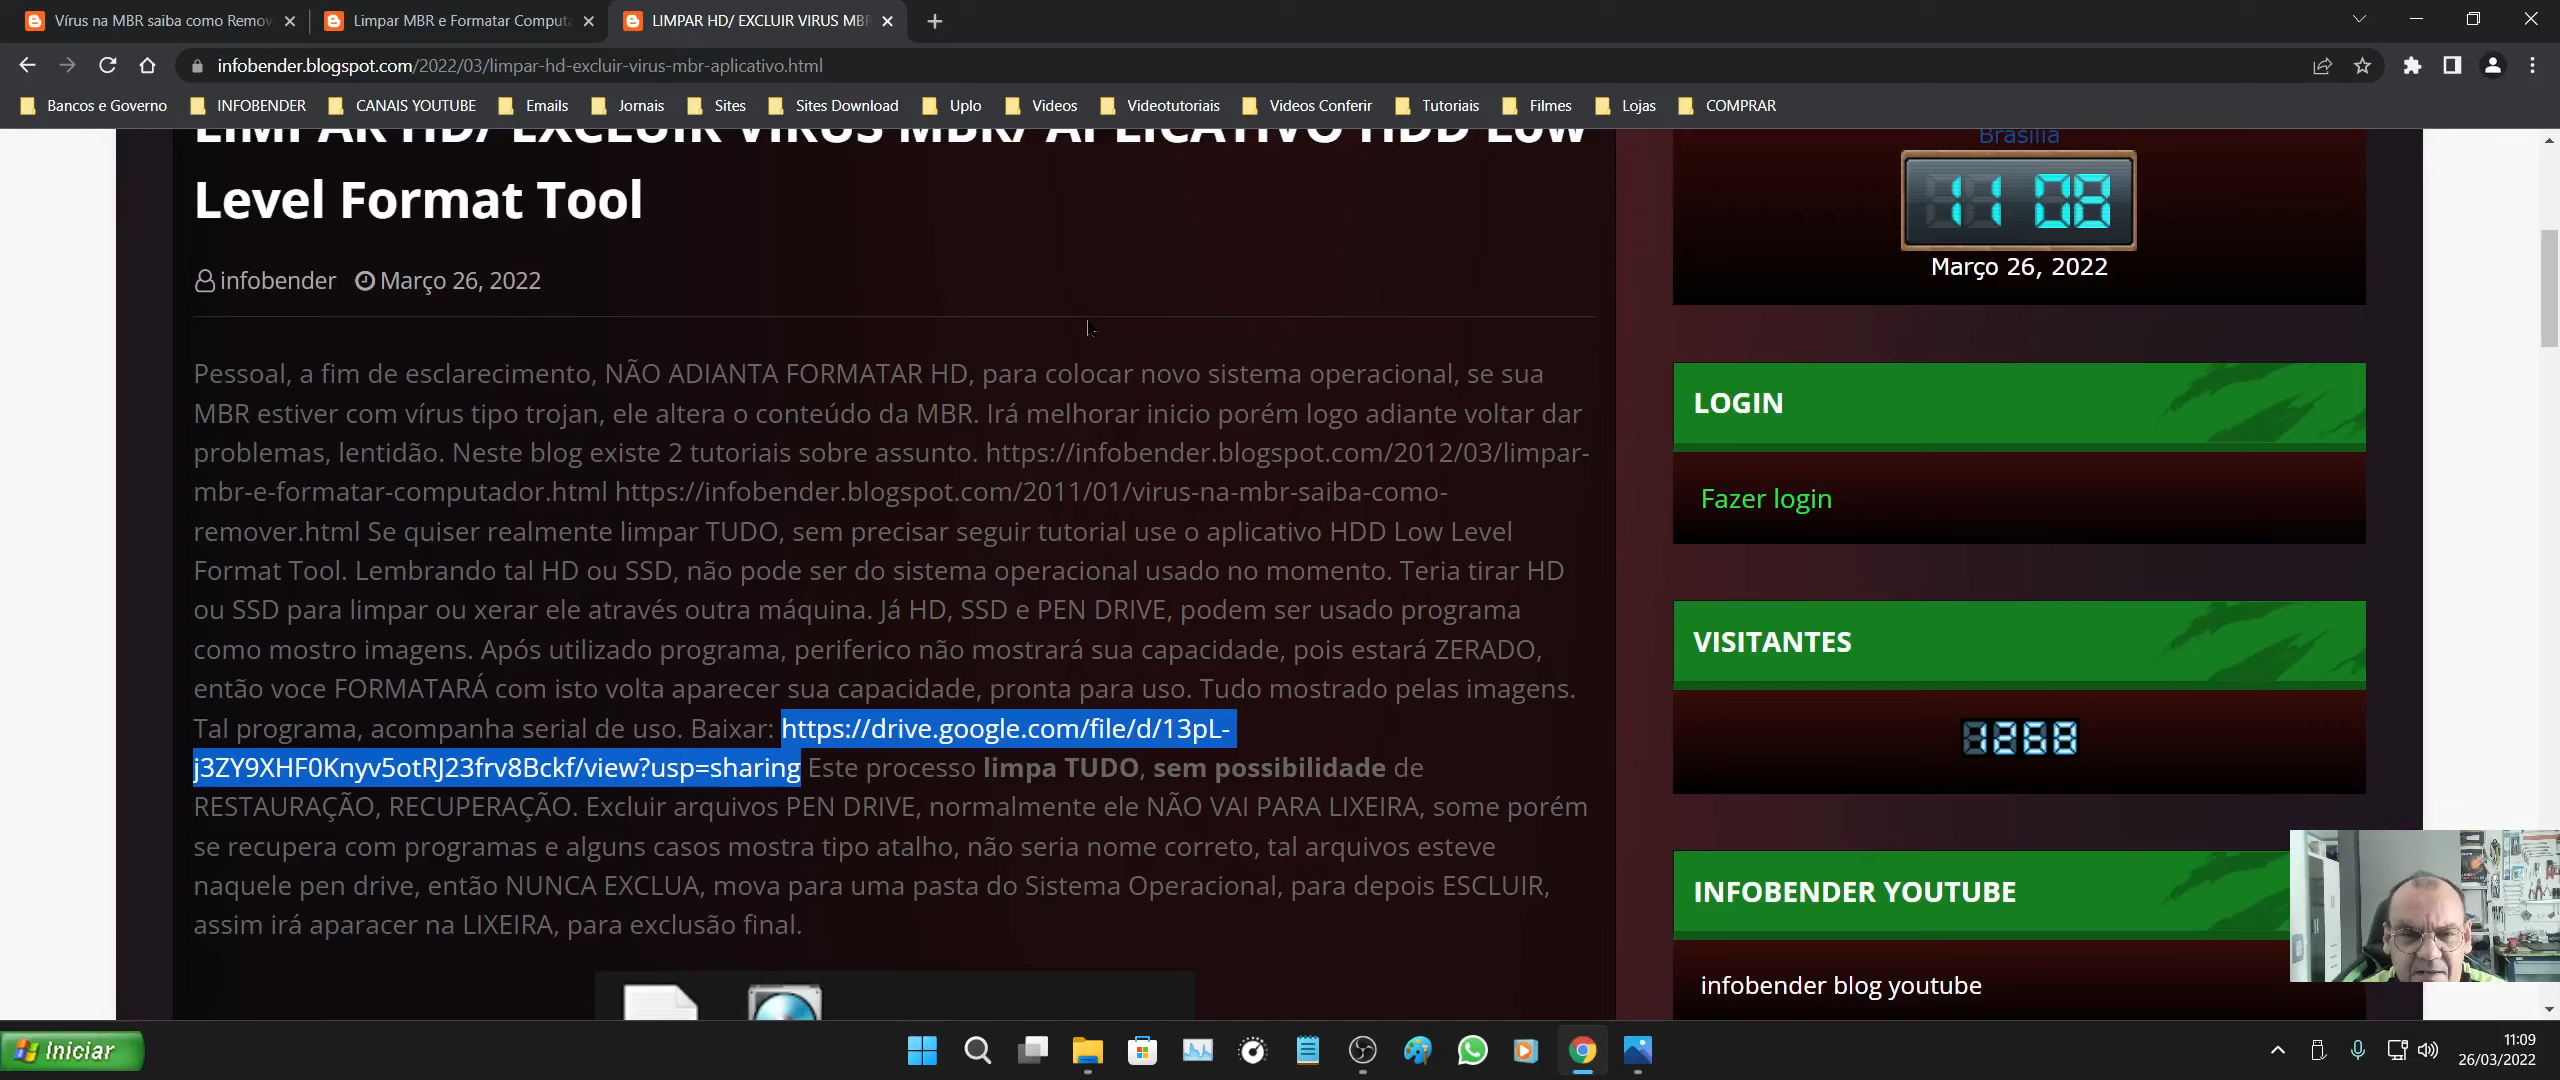 Vírus na MBR saiba como Remov
Limpar MBR e Formatar Computa
LIMPAR HD/ EXCLUIR VIRUS MBR
infobender.blogspot.com/2022/03/limpar-hd-excluir-virus-mbr-aplicativo.html
Bancos e Governo
INFOBENDER
CANAIS YOUTUBE
Emails
Jornais
Sites
Sites Download
Uplo
Videos
Videotutoriais
Videos Conferir
Tutoriais
Filmes
Lojas
COMPRAR
LIMPAR HD/ EXCLUIR VIRUS MBR/ APLICATIVO HDD Low
Level Format Tool
infobender Março 26, 2022
Pessoal, a fim de esclarecimento, NÃO ADIANTA FORMATAR HD, para colocar novo sistema operacional, se sua
MBR estiver com vírus tipo trojan, ele altera o conteúdo da MBR. Irá melhorar inicio porém logo adiante voltar dar
problemas, lentidão. Neste blog existe 2 tutoriais sobre assunto. https://infobender.blogspot.com/2012/03/limpar-
mbr-e-formatar-computador.html https://infobender.blogspot.com/2011/01/virus-na-mbr-saiba-como-
remover.html Se quiser realmente limpar TUDO, sem precisar seguir tutorial use o aplicativo HDD Low Level
Format Tool. Lembrando tal HD ou SSD, não pode ser do sistema operacional usado no momento. Teria tirar HD
ou SSD para limpar ou xerar ele através outra máquina. Já HD, SSD e PEN DRIVE, podem ser usado programa
como mostro imagens. Após utilizado programa, periferico não mostrará sua capacidade, pois estará ZERADO,
então voce FORMATARÁ com isto volta aparecer sua capacidade, pronta para uso. Tudo mostrado pelas imagens.
Tal programa, acompanha serial de uso. Baixar: https://drive.google.com/file/d/13pL-
j3ZY9XHF0Knyv5otRJ23frv8Bckf/view?usp=sharing Este processo limpa TUDO, sem possibilidade de
RESTAURAÇÃO, RECUPERAÇÃO. Excluir arquivos PEN DRIVE, normalmente ele NÃO VAI PARA LIXEIRA, some porém
se recupera com programas e alguns casos mostra tipo atalho, não seria nome correto, tal arquivos esteve
naquele pen drive, então NUNCA EXCLUA, mova para uma pasta do Sistema Operacional, para depois ESCLUIR,
assim irá aparacer na LIXEIRA, para exclusão final.
Brasília
11 08
Março 26, 2022
LOGIN
Fazer login
VISITANTES
1268
INFOBENDER YOUTUBE
infobender blog youtube
Iniciar
11:09
26/03/2022